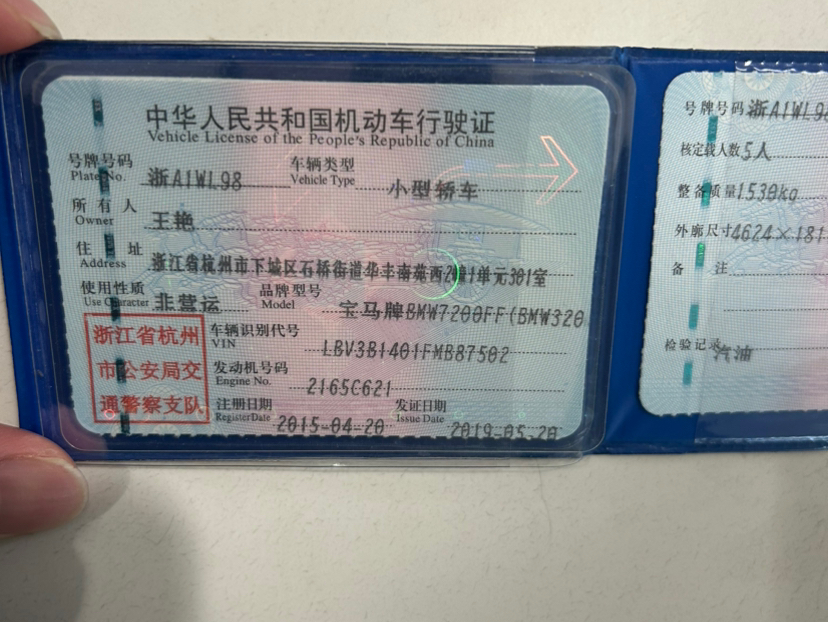 中华人民共和国机动车行驶证
Vehicle License of the People's Republic of China
号牌号码 浙A1WL98 车辆类型 小型轿车
Plate No. Vehicle Type
所有人 王艳
Owner
住址 浙江省杭州市下城区石桥街道华丰南苑西2幢1单元301室
Address
使用性质 非营运 品牌型号 宝马牌BMW7200FF(BMW320
Use Character Model
浙江省杭州
市公安局交
通警察支队
车辆识别代号 LBV3B1401FMB87502
VIN
发动机号码 2165C621
Engine No.
注册日期 2015-04-20 发证日期 2019-05-20
Register Date Issue Date
号牌号码 浙A1WL98
核定载人数 5人
整备质量 1530kg
外廓尺寸 4624×181
备注
检验记录 汽油